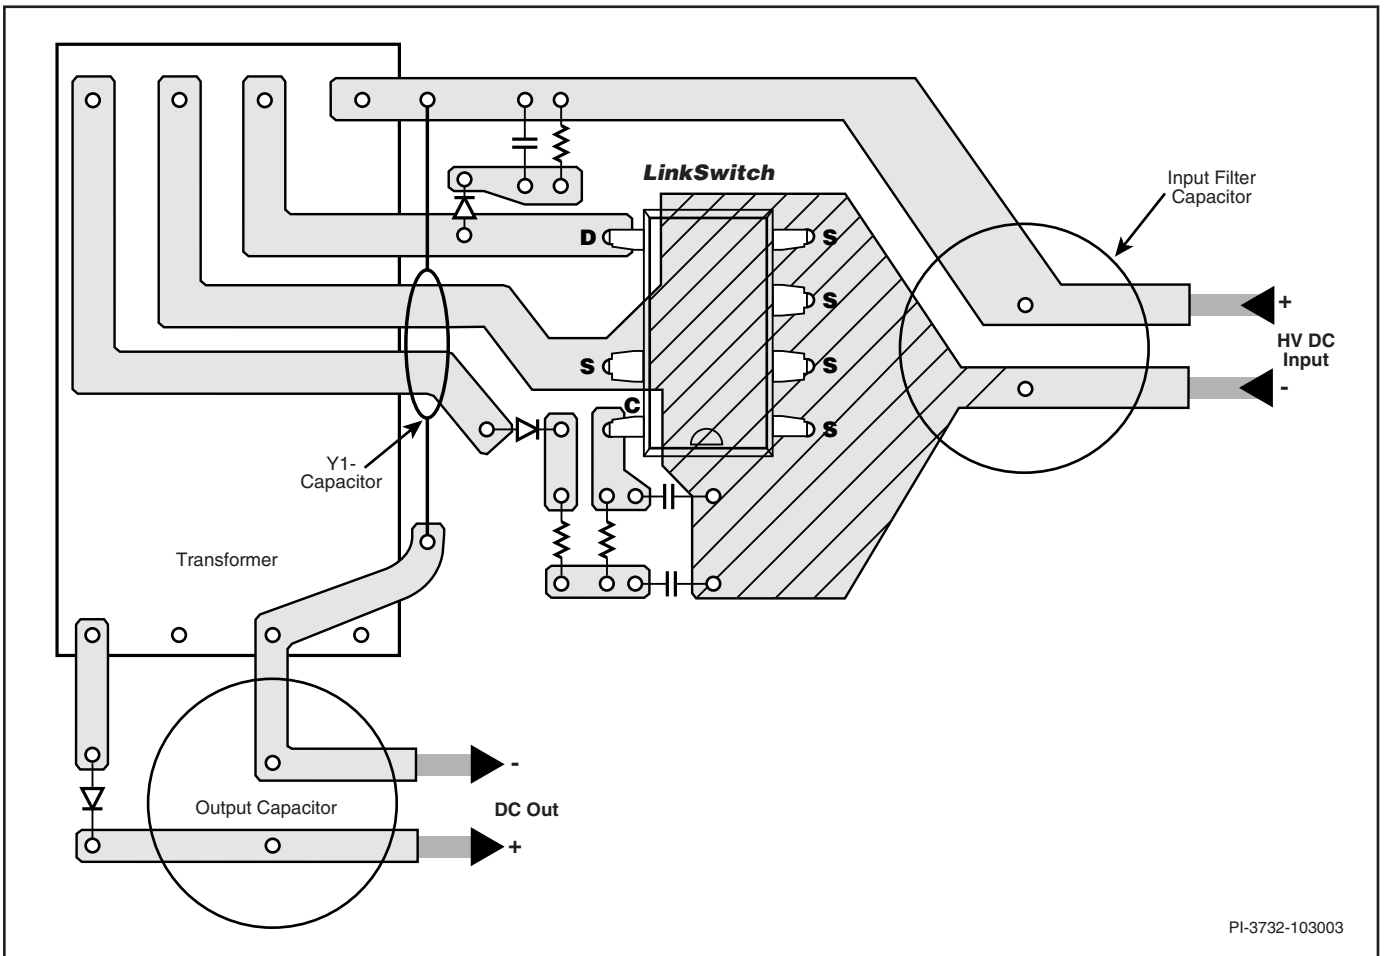 LinkSwitch
Input Filter
Capacitor
D
S
S
+
HV DC
Input
S
S
-
C
S
Y1-
Capacitor
Transformer
-
Output Capacitor
DC Out
+
PI-3732-103003